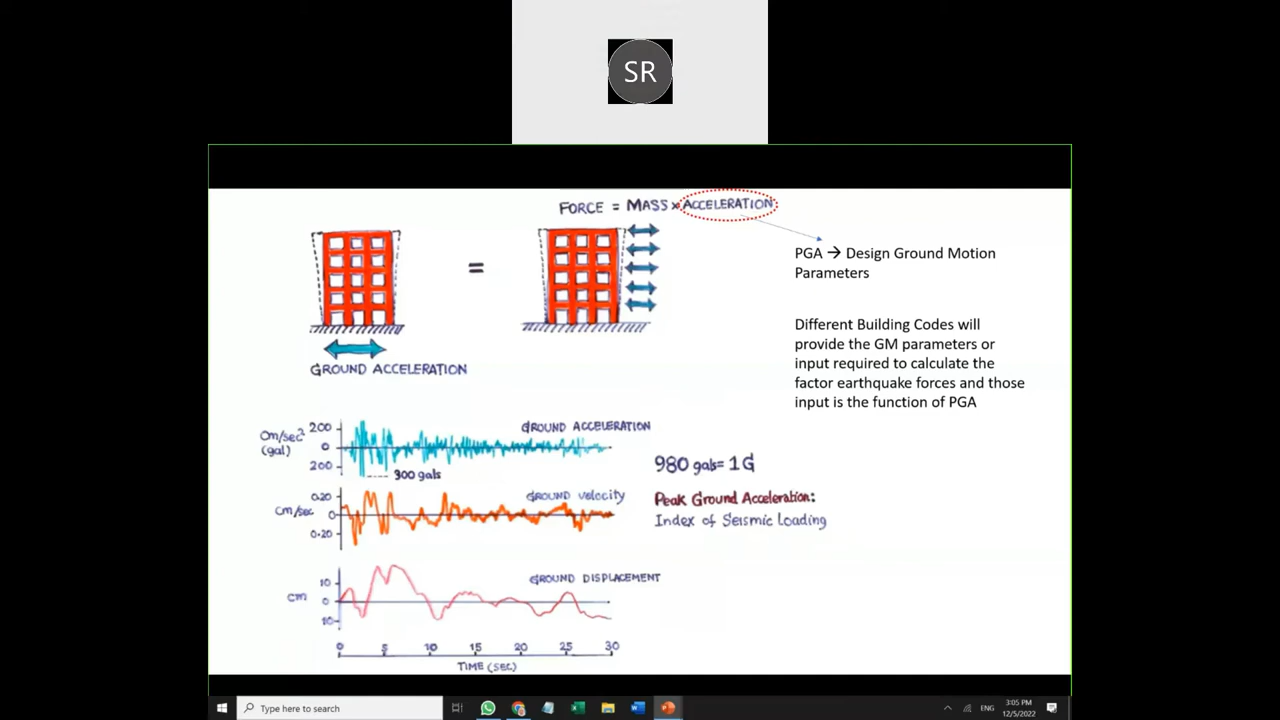 SR
FORCE = MASS × ACCELERATION
PGA → Design Ground Motion
Parameters
=
GROUND ACCELERATION
Different Building Codes will
provide the GM parameters or
input required to calculate the
factor earthquake forces and those
input is the function of PGA
Cm/sec²
(gal)
200
0
200
GROUND ACCELERATION
300 gals
980 gals= 1G
Peak Ground Acceleration:
Index of Seismic Loading
cm/sec
0.20
0
0.20
GROUND velocity
cm
10
0
10
GROUND DISPLACEMENT
0 5 10 15 20 25 30
TIME (SEC)
Type here to search
ENG
3:05 PM
12/5/2022